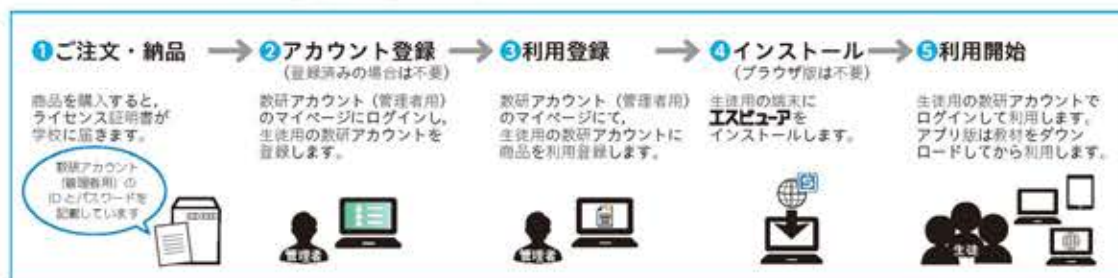 ❶ご注文・納品
商品を購入すると,
ライセンス証明書が
学校に届きます。
数研アカウント
(管理者用)の
IDとパスワードを
記載しています
❷アカウント登録
(登録済みの場合は不要)
数研アカウント(管理者用)
のマイページにログインし,
生徒用の数研アカウントを
登録します。
管理者
❸利用登録
数研アカウント(管理者用)
のマイページにて,
生徒用の数研アカウントに
商品を利用登録します。
管理者
❹インストール
(ブラウザ版は不要)
生徒用の端末に
エスビューアを
インストールします。
❺利用開始
生徒用の数研アカウントで
ログインして利用します。
アプリ版は教材をダウン
ロードしてから利用します。
生徒